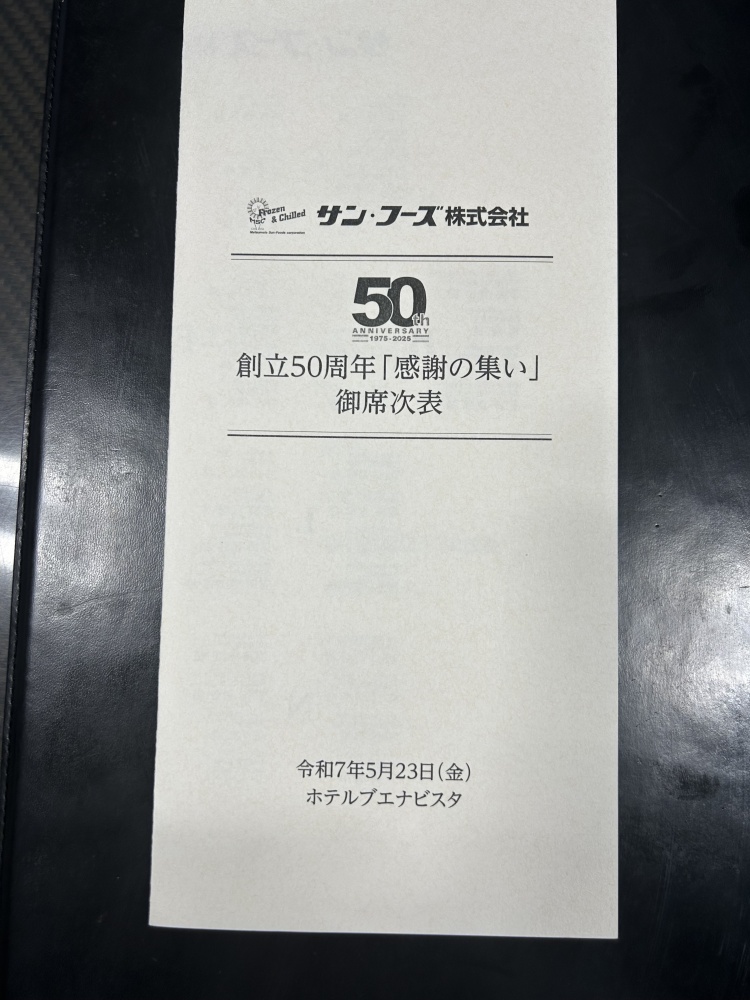 Frozen
& Chilled
HSC
サン・フーズ株式会社
50th
ANNIVERSARY
1975-2025
創立50周年「感謝の集い」
御席次表
令和7年5月23日(金)
ホテルブエナビスタ